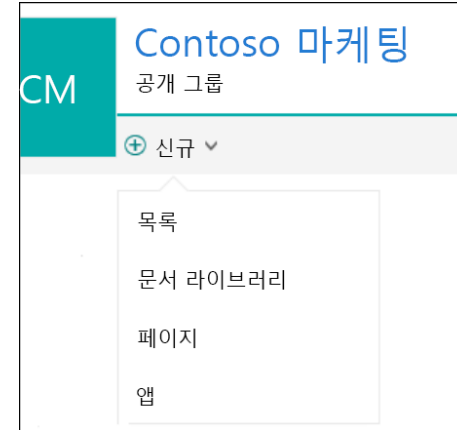 Contoso 마케팅
CM
공개 그룹
신규
목록
문서 라이브러리
페이지
앱